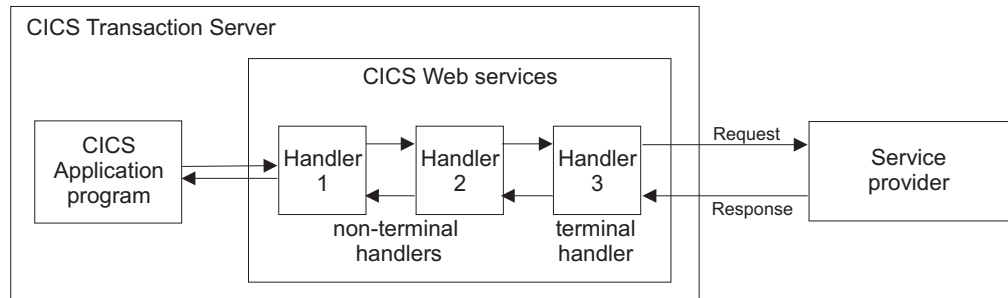 CICS Transaction Server
CICS Web services
CICS
Application
program
Handler
1
Handler
2
Handler
3
Request
Response
Service
provider
non-terminal
handlers
terminal
handler